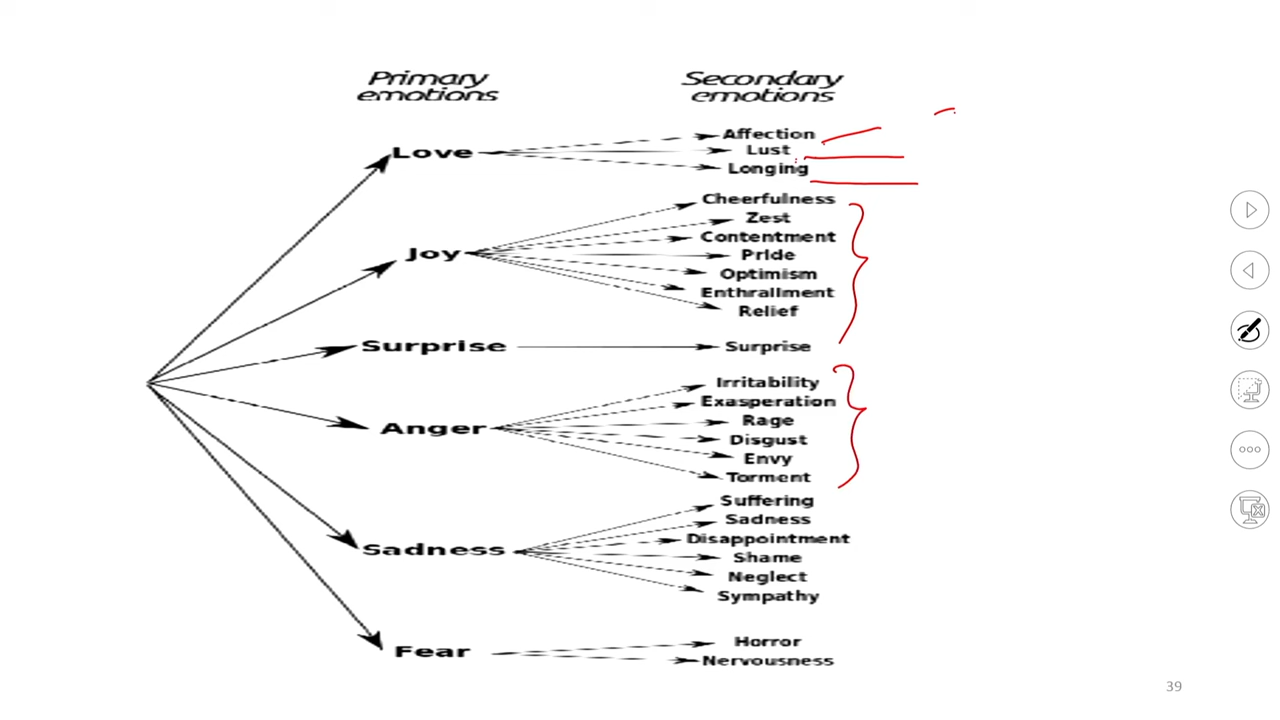 Primary emotions
Secondary emotions
Love
Affection
Lust
Longing
Joy
Cheerfulness
Zest
Contentment
Pride
Optimism
Enthrallment
Relief
Surprise
Surprise
Anger
Irritability
Exasperation
Rage
Disgust
Envy
Torment
Sadness
Suffering
Sadness
Disappointment
Shame
Neglect
Sympathy
Fear
Horror
Nervousness
39